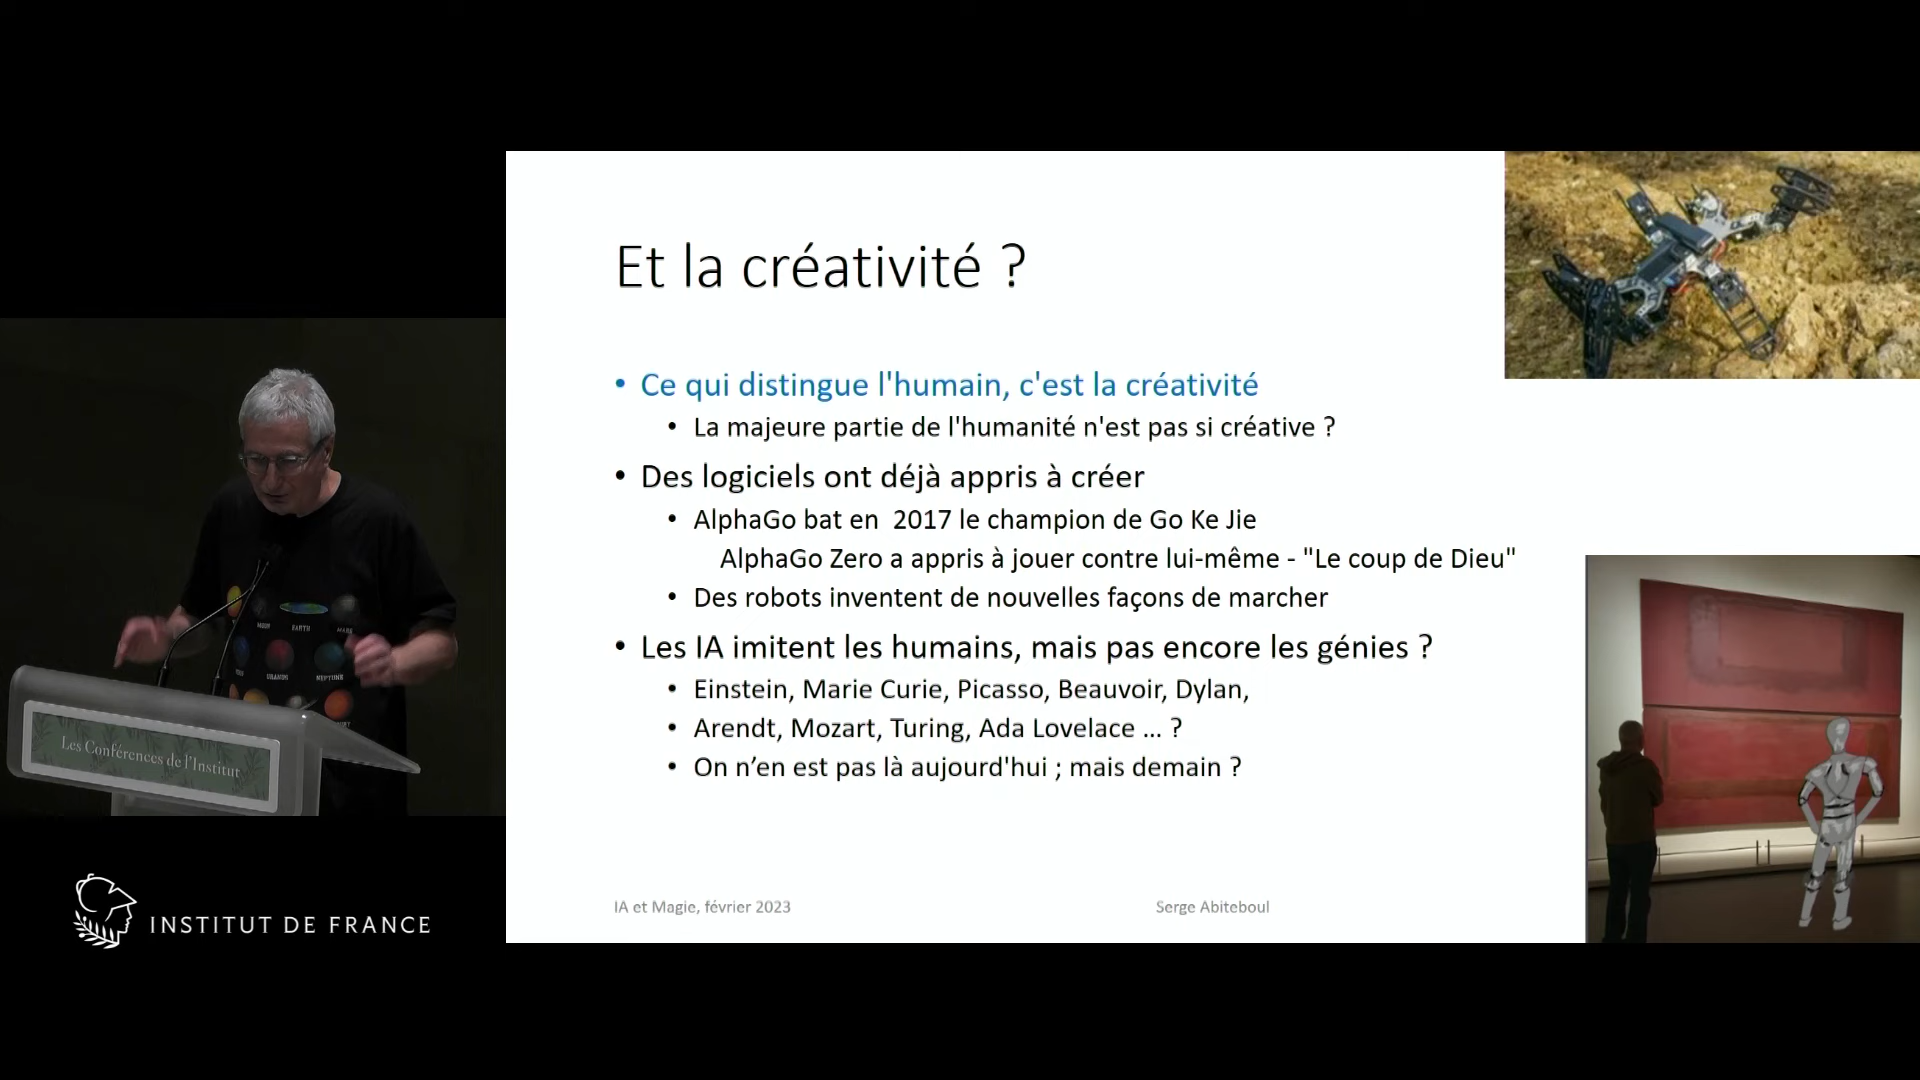 Et la créativité ?
• Ce qui distingue l'humain, c'est la créativité
• La majeure partie de l'humanité n'est pas si créative ?
• Des logiciels ont déjà appris à créer
• AlphaGo bat en  2017 le champion de Go Ke Jie
AlphaGo Zero a appris à jouer contre lui-même - "Le coup de Dieu"
• Des robots inventent de nouvelles façons de marcher
• Les IA imitent les humains, mais pas encore les génies ?
• Einstein, Marie Curie, Picasso, Beauvoir, Dylan,
• Arendt, Mozart, Turing, Ada Lovelace … ?
• On n’en est pas là aujourd'hui ; mais demain ?
IA et Magie, février 2023
Serge Abiteboul
MOON EARTH MARS
URANUS NEPTUNE
Les Conférences de l'Institut
INSTITUT DE FRANCE